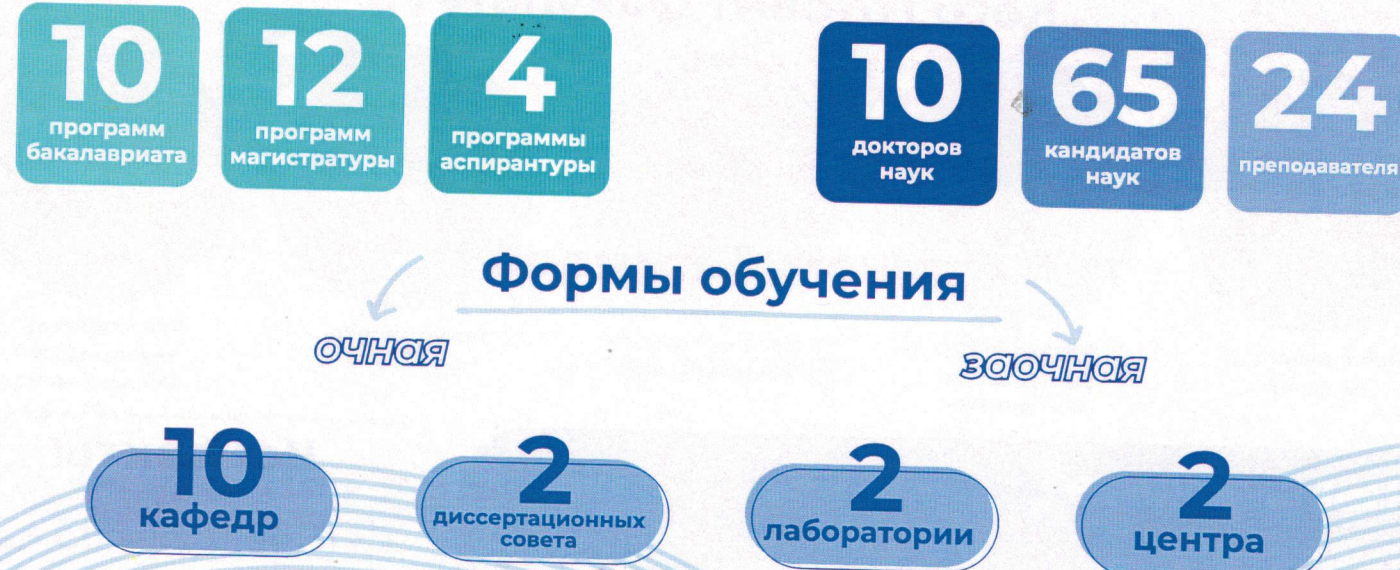 10
программ
бакалавриата
12
программ
магистратуры
4
программы
аспирантуры
10
докторов
наук
65
кандидатов
наук
24
преподавателя
Формы обучения
очная
заочная
10
кафедр
2
диссертационных
совета
2
лаборатории
2
центра